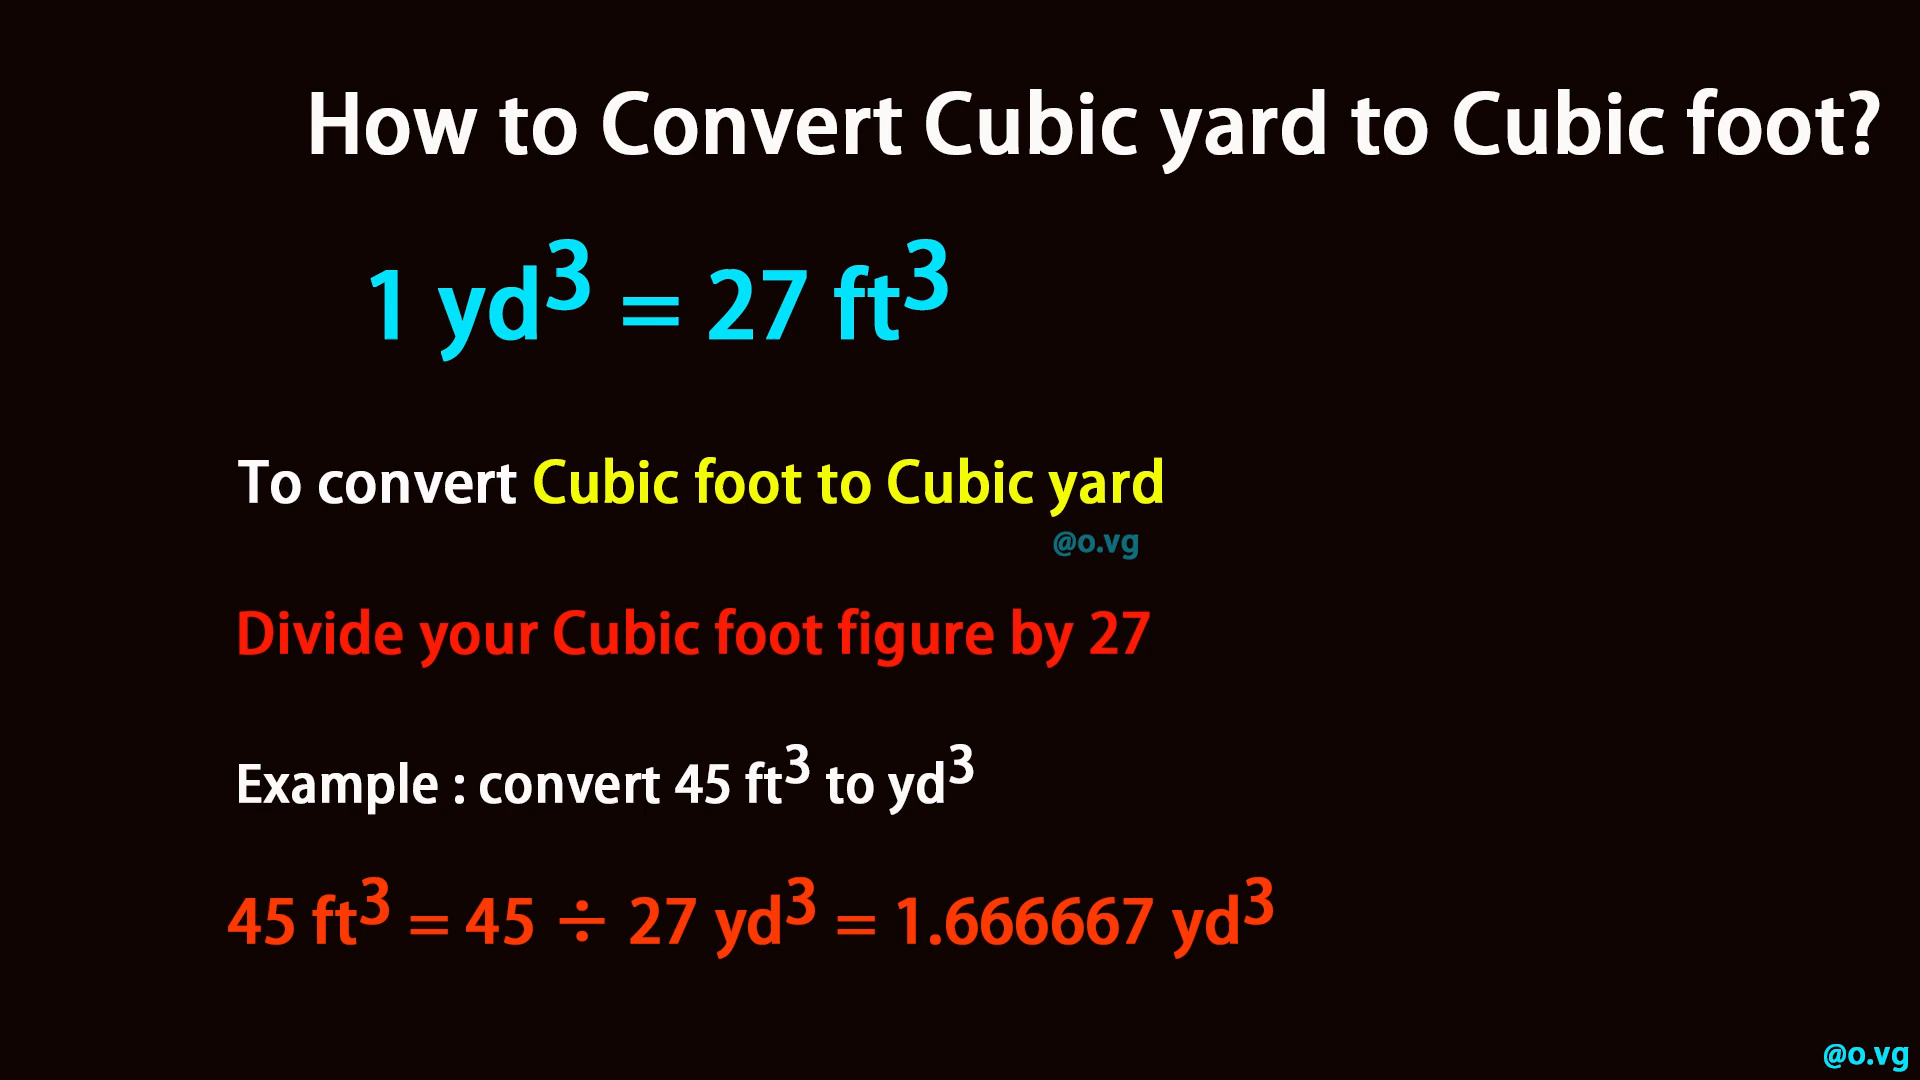 How to Convert Cubic yard to Cubic foot?
1 yd³ = 27 ft³
To convert Cubic foot to Cubic yard
@o.vg
Divide your Cubic foot figure by 27
Example : convert 45 ft³ to yd³
45 ft³ = 45 ÷ 27 yd³ = 1.666667 yd³
@o.vg